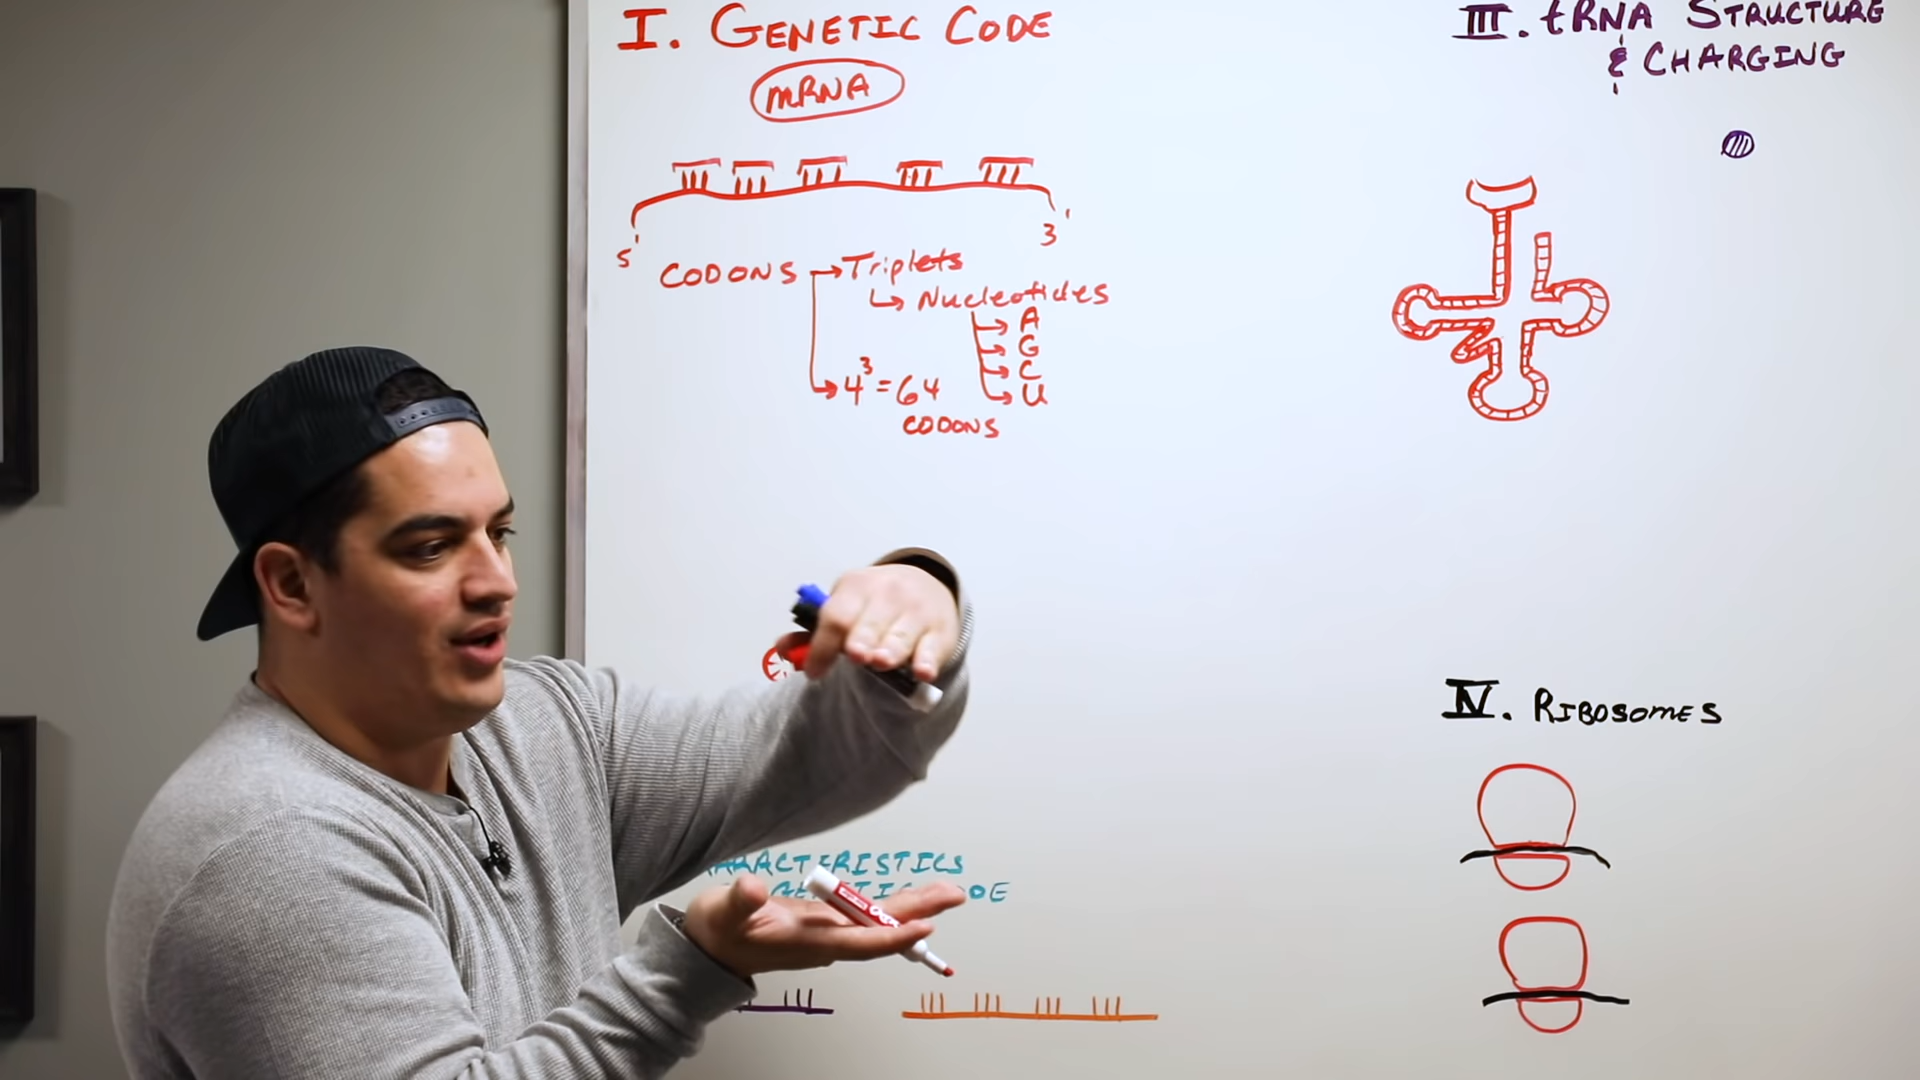 I. GENETIC CODE
mRNA
5'
3'
CODONS → Triplets
↳ Nucleotides
→ A
→ G
→ C
→ U
→ 4³ = 64
CODONS
III. tRNA STRUCTURE
& CHARGING
IV. RIBOSOMES